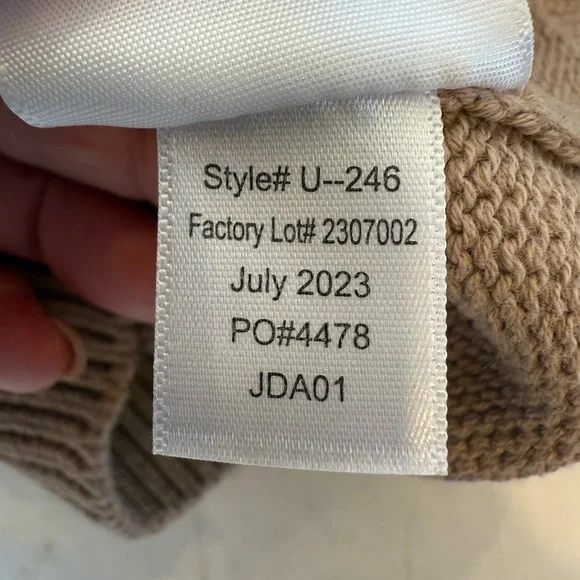 Style# U--246
Factory Lot# 2307002
July 2023
PO#4478
JDA01